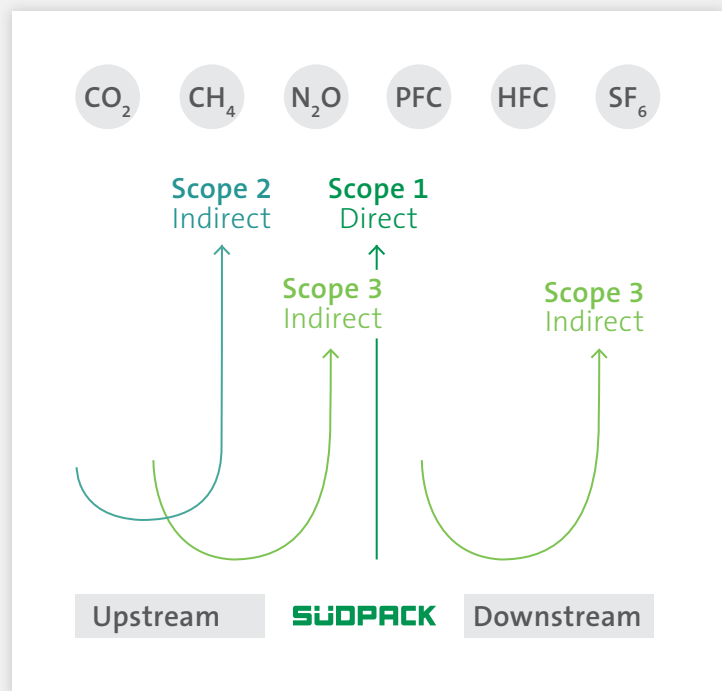 CO₂ CH₄ N₂O PFC HFC SF₆
Scope 2
Indirect
Scope 1
Direct
Scope 3
Indirect
Scope 3
Indirect
Upstream SÜDPACK Downstream